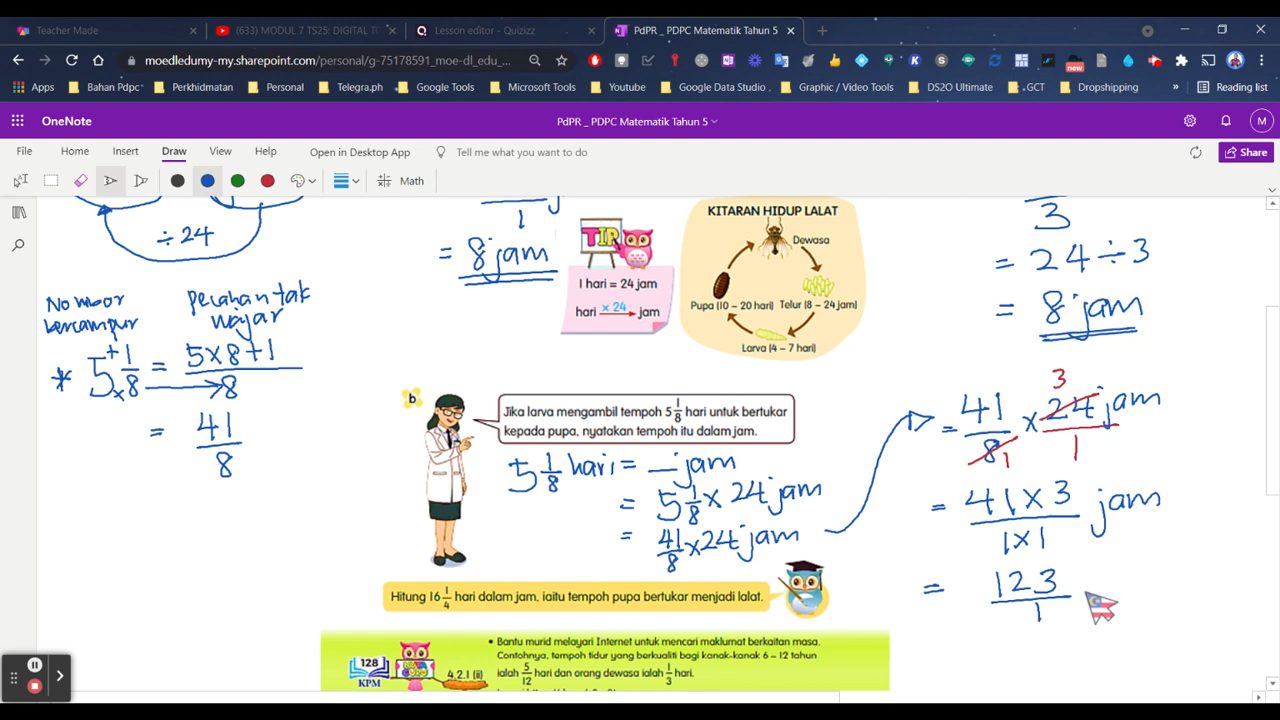 Teacher Made
(633) MODUL 7 TS25: DIGITAL T
Lesson editor - Quizizz
PdPR _ PDPC Matematik Tahun 5
moedledumy-my.sharepoint.com/personal/g-75178591_moe-dl_edu_...
Apps
Bahan Pdpc
Perkhidmatan
Personal
Telegra.ph
Google Tools
Microsoft Tools
Youtube
Google Data Studio
Graphic / Video Tools
DS2O Ultimate
GCT
Dropshipping
Reading list
OneNote
PdPR _ PDPC Matematik Tahun 5
M
File Home Insert Draw View Help Open in Desktop App Tell me what you want to do
Share
Math
÷ 24
1
= 8 jam
TIP
1 hari = 24 jam
hari × 24 → jam
KITARAN HIDUP LALAT
Dewasa
Telur (8 – 24 jam)
Larva (4 – 7 hari)
Pupa (10 – 20 hari)
3
= 24 ÷ 3
= 8 jam
Nombor bercampur
pecahan tak wajar
* 5 1/8 = 5×8+1/8
+
×
= 41/8
b
Jika larva mengambil tempoh 5 1/8 hari untuk bertukar
kepada pupa, nyatakan tempoh itu dalam jam.
5 1/8 hari = __ jam
= 5 1/8 × 24 jam
= 41/8 × 24 jam
3
= 41/8 × 24/1 jam
1
= 41 × 3/1 × 1 jam
= 123/1
Hitung 16 1/4 hari dalam jam, iaitu tempoh pupa bertukar menjadi lalat.
128
KPM
4.2.1 (ii)
• Bantu murid melayari Internet untuk mencari maklumat berkaitan masa.
Contohnya, tempoh tidur yang berkualiti bagi kanak-kanak 6 – 12 tahun
ialah 5/12 hari dan orang dewasa ialah 1/3 hari.